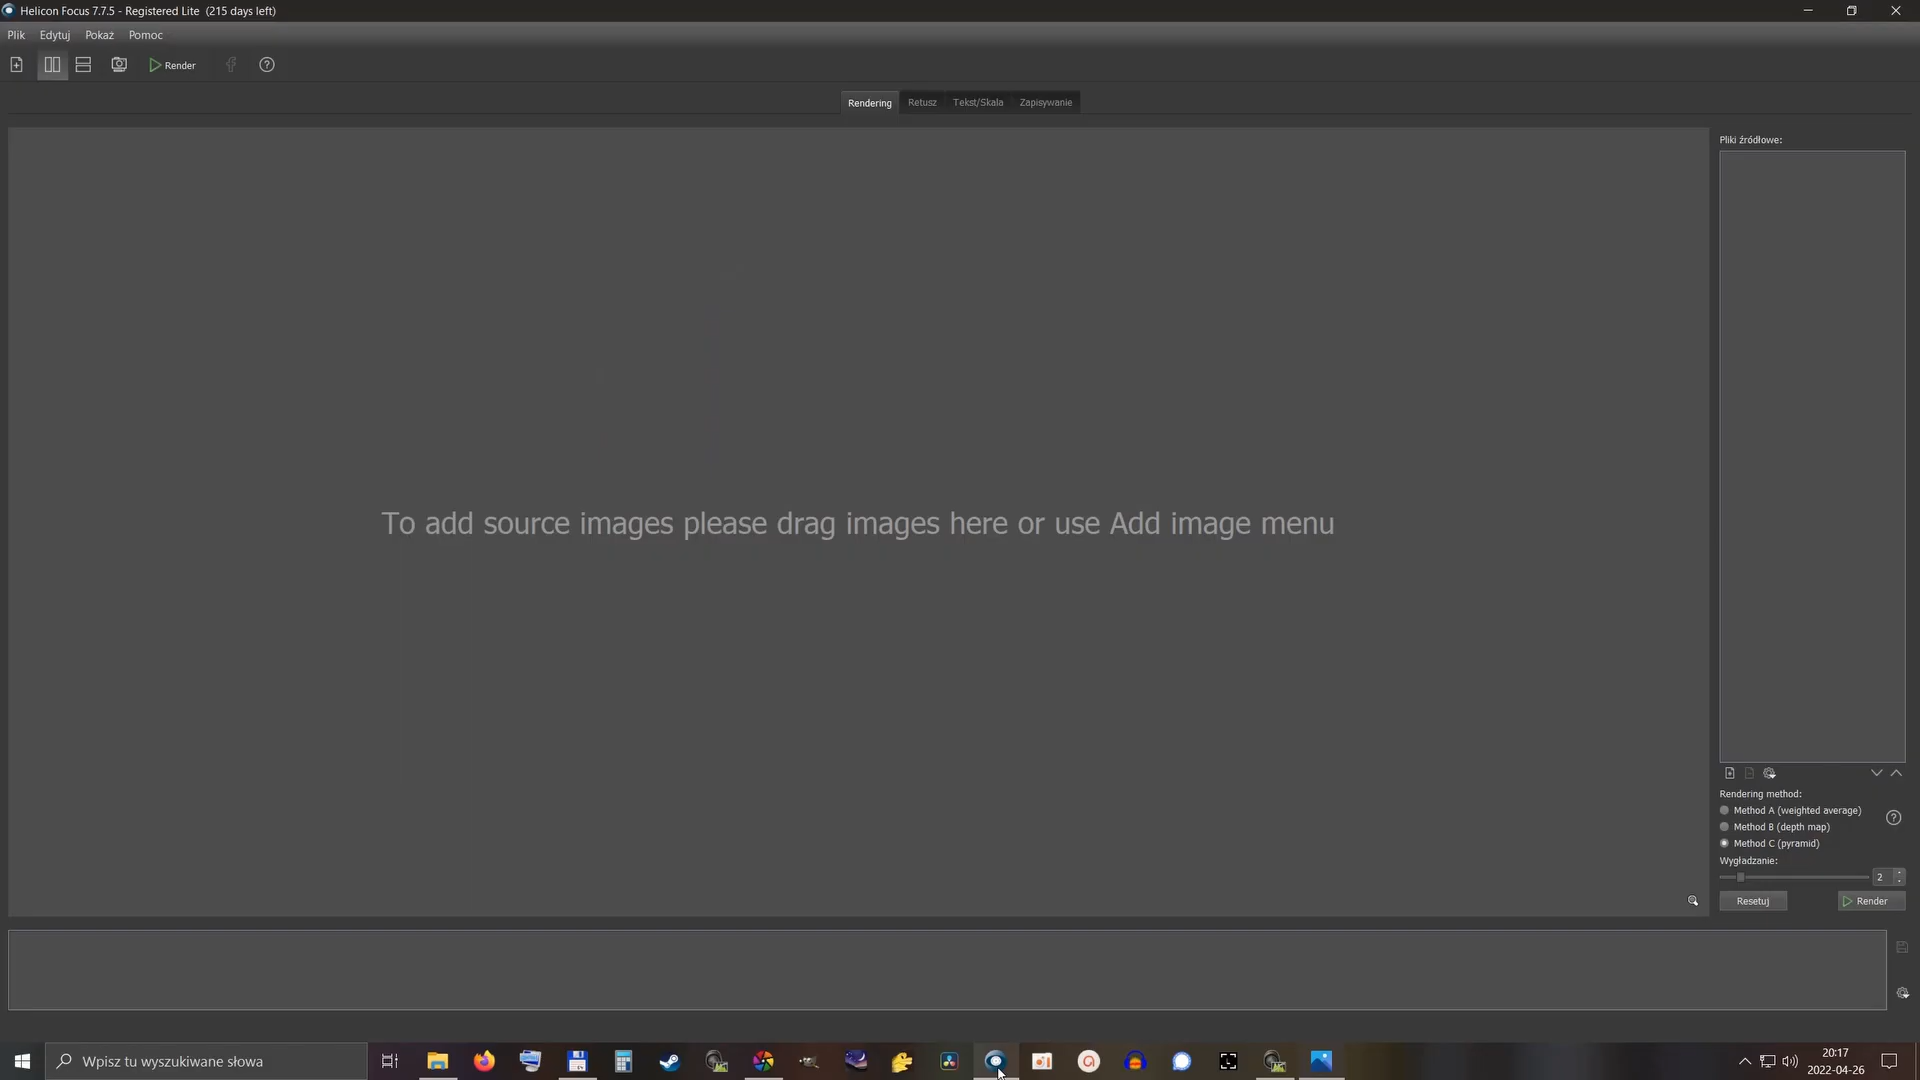 Helicon Focus 7.7.5 - Registered Lite (215 days left)
Plik Edytuj Pokaż Pomoc
Render
Rendering Retusz Tekst/Skala Zapisywanie
Pliki źródłowe:
To add source images please drag images here or use Add image menu
Rendering method:
Method A (weighted average)
Method B (depth map)
Method C (pyramid)
Wygładzanie:
2
Resetuj Render
Wpisz tu wyszukiwane słowa
20:17
2022-04-26